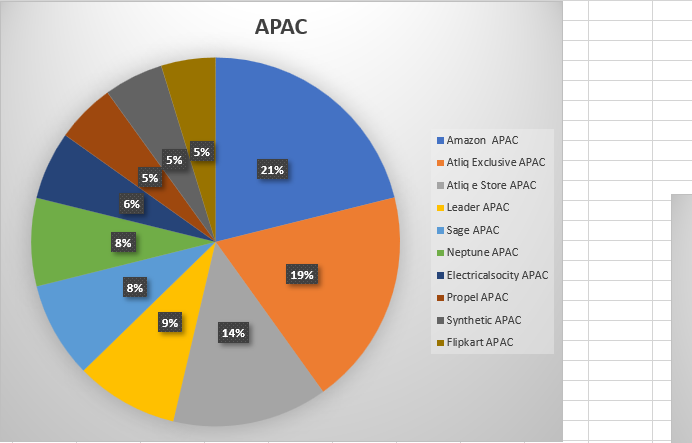 APAC
21%
19%
14%
9%
8%
8%
6%
5%
5%
5%
Amazon  APAC
Atliq Exclusive APAC
Atliq e Store APAC
Leader APAC
Sage APAC
Neptune APAC
Electricalsocity APAC
Propel APAC
Synthetic APAC
Flipkart APAC